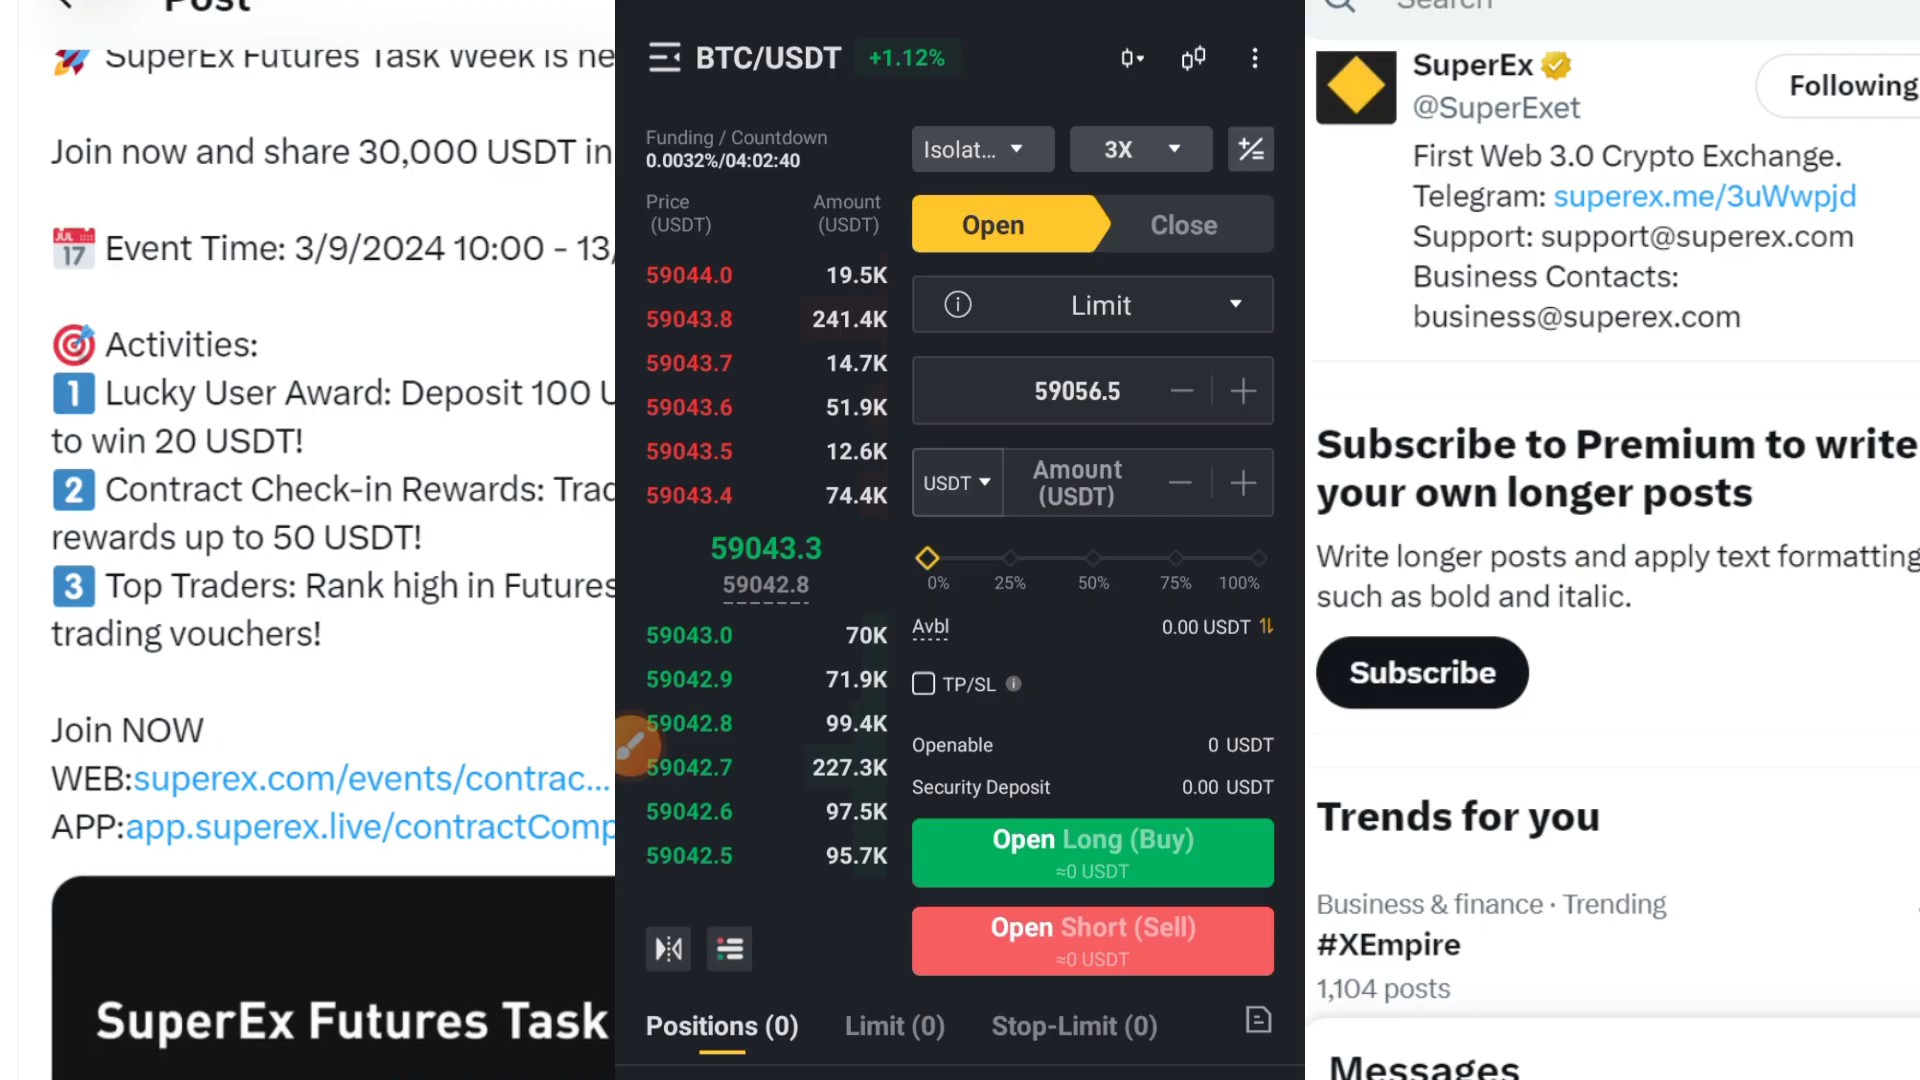 Post
🚀 SuperEx Futures Task Week is ne
Join now and share 30,000 USDT in
JUL 17 Event Time: 3/9/2024 10:00 - 13/
🎯 Activities:
1 Lucky User Award: Deposit 100 U
to win 20 USDT!
2 Contract Check-in Rewards: Trad
rewards up to 50 USDT!
3 Top Traders: Rank high in Futures
trading vouchers!
Join NOW
WEB:superex.com/events/contrac...
APP:app.superex.live/contractComp
SuperEx Futures Task
BTC/USDT +1.12%
Funding / Countdown
0.0032%/04:02:40
Isolat... 3X
Price (USDT) Amount (USDT)
59044.0 19.5K
59043.8 241.4K
59043.7 14.7K
59043.6 51.9K
59043.5 12.6K
59043.4 74.4K
59043.3
59042.8
59043.0 70K
59042.9 71.9K
59042.8 99.4K
59042.7 227.3K
59042.6 97.5K
59042.5 95.7K
Open Close
Limit
59056.5
USDT Amount (USDT)
0% 25% 50% 75% 100%
Avbl 0.00 USDT
TP/SL
Openable 0 USDT
Security Deposit 0.00 USDT
Open Long (Buy)
≈0 USDT
Open Short (Sell)
≈0 USDT
Positions (0) Limit (0) Stop-Limit (0)
Search
SuperEx
@SuperExet
Following
First Web 3.0 Crypto Exchange.
Telegram: superex.me/3uWwpjd
Support: support@superex.com
Business Contacts:
business@superex.com
Subscribe to Premium to write
your own longer posts
Write longer posts and apply text formatting
such as bold and italic.
Subscribe
Trends for you
Business & finance · Trending
#XEmpire
1,104 posts
Messages